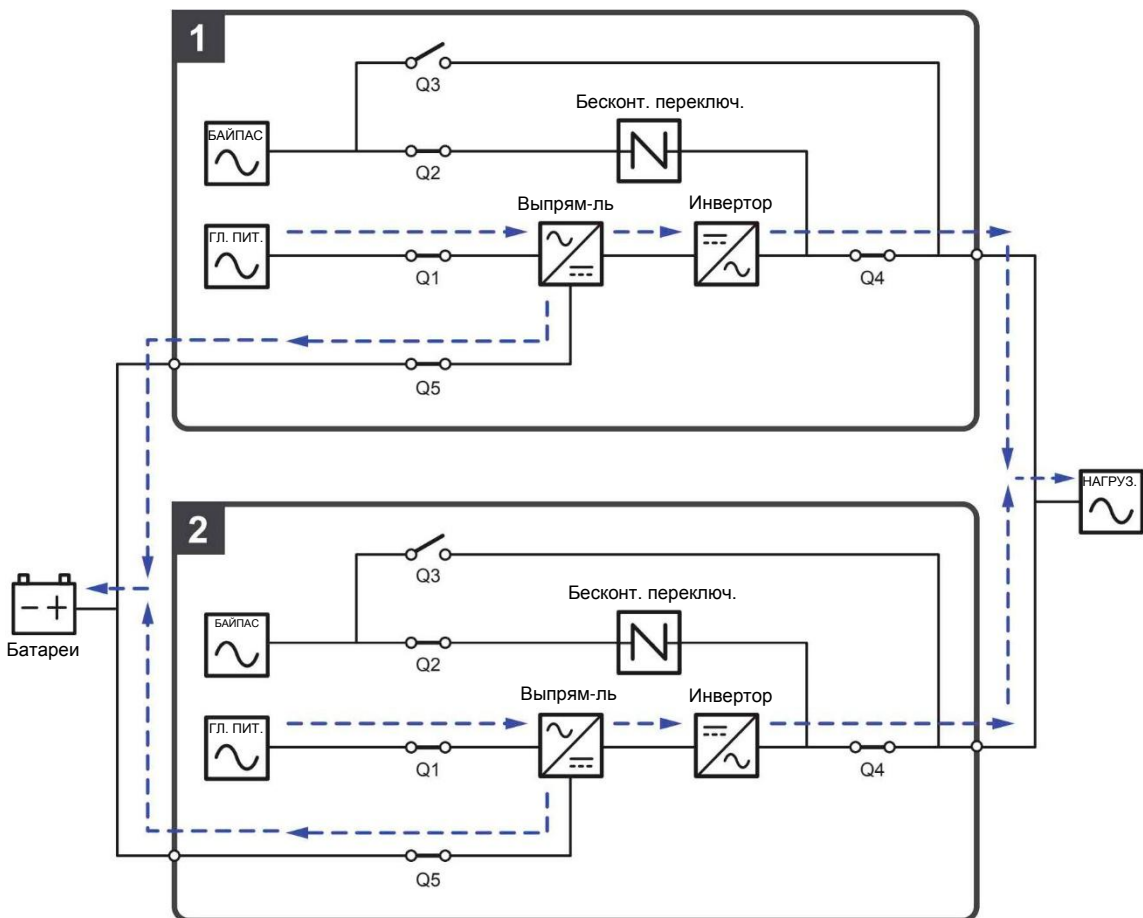 1
Q3
Бесконт. переключ.
БАЙПАС
Q2
Выпрям-ль
Инвертор
ГЛ. ПИТ.
Q1
Q4
Q5
НАГРУЗ.
2
Q3
Бесконт. переключ.
БАЙПАС
Q2
Батареи
Выпрям-ль
Инвертор
ГЛ. ПИТ.
Q1
Q4
Q5